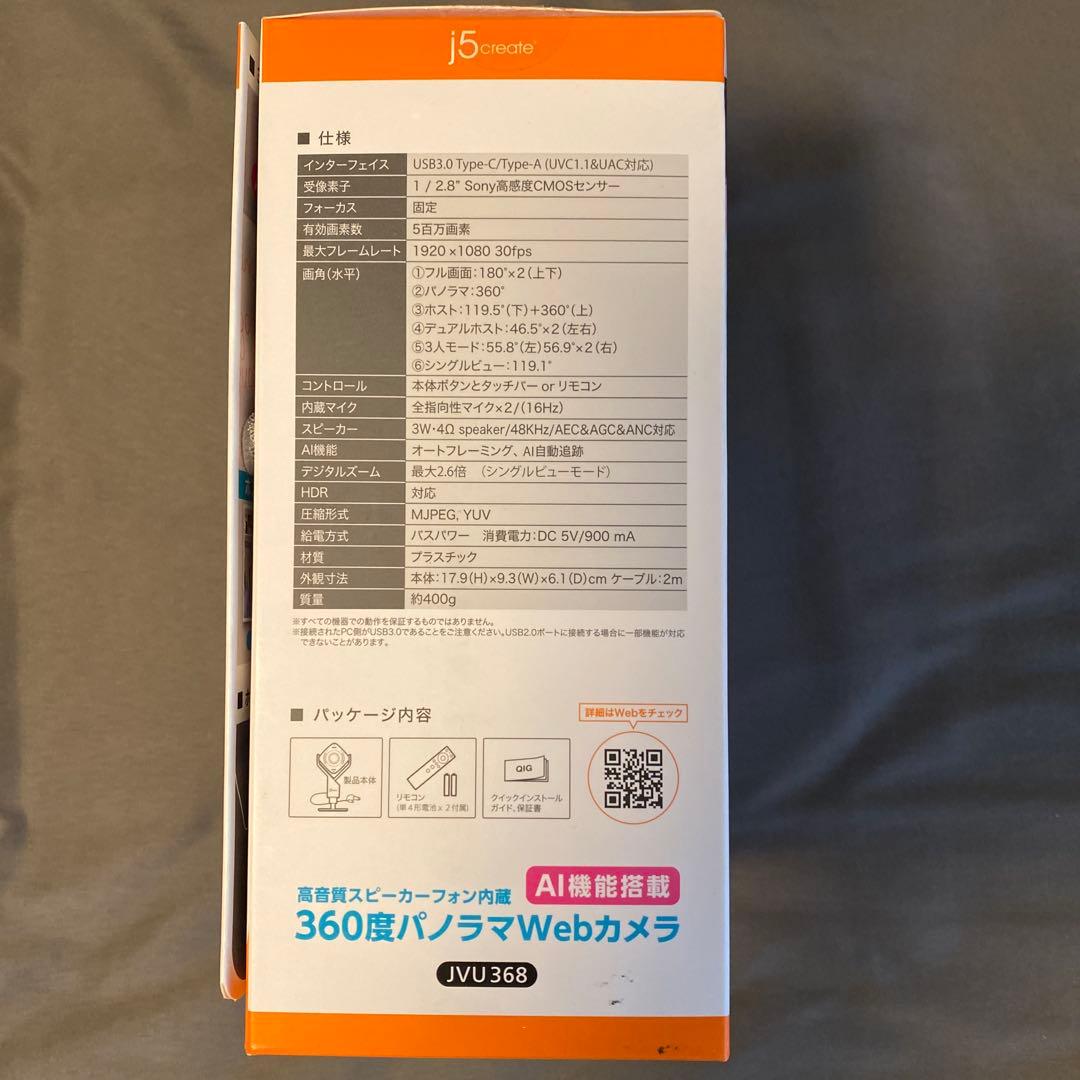 j5create
■ 仕様
インターフェイス USB3.0 Type-C/Type-A (UVC1.1&UAC対応)
受像素子 1 / 2.8" Sony高感度CMOSセンサー
フォーカス 固定
有効画素数 5百万画素
最大フレームレート 1920×1080 30fps
画角(水平) ①フル画面:180°×2(上下)
②パノラマ:360°
③ホスト:119.5°(下)+360°(上)
④デュアルホスト:46.5°×2(左右)
⑤3人モード:55.8°(左)56.9°×2(右)
⑥シングルビュー:119.1°
コントロール 本体ボタンとタッチバー or リモコン
内蔵マイク 全指向性マイク×2/(16Hz)
スピーカー 3W・4Ω speaker/48KHz/AEC&AGC&ANC対応
AI機能 オートフレーミング、AI自動追跡
デジタルズーム 最大2.6倍 (シングルビューモード)
HDR 対応
圧縮形式 MJPEG, YUV
給電方式 バスパワー 消費電力:DC 5V/900 mA
材質 プラスチック
外観寸法 本体:17.9(H)×9.3(W)×6.1(D)cm ケーブル:2m
質量 約400g
※すべての機器での動作を保証するものではありません。
※接続されたPC側がUSB3.0であることをご注意ください。USB2.0ポートに接続する場合に一部機能が対応
できないことがあります。
■ パッケージ内容
詳細はWebをチェック
製品本体
リモコン
(単4形電池x2付属)
QIG
クイックインストール
ガイド、保証書
高音質スピーカーフォン内蔵 AI機能搭載
360度パノラマWebカメラ
JVU368